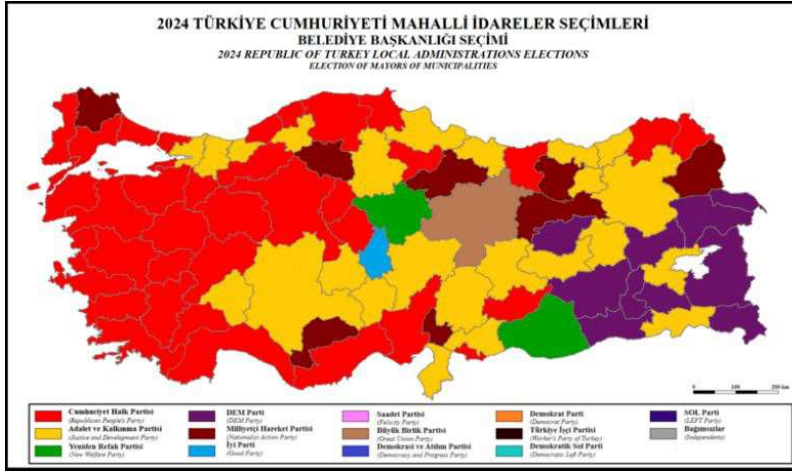 2024 TÜRKİYE CUMHURİYETİ MAHALLİ İDARELER SEÇİMLERİ
BELEDİYE BAŞKANLIĞI SEÇİMİ
2024 REPUBLIC OF TURKEY LOCAL ADMINISTRATIONS ELECTIONS
ELECTION OF MAYORS OF MUNICIPALITIES
0 100 200 km
Cumhuriyet Halk Partisi
(Republican People's Party)
Adalet ve Kalkınma Partisi
(Justice and Development Party)
Yeniden Refah Partisi
(New Welfare Party)
DEM Parti
(DEM Party)
Milliyetçi Hareket Partisi
(Nationalist Action Party)
İyi Parti
(Good Party)
Saadet Partisi
(Felicity Party)
Büyük Birlik Partisi
(Great Union Party)
Demokrasi ve Atılım Partisi
(Democracy and Progress Party)
Demokrat Parti
(Democrat Party)
Türkiye İşçi Partisi
(Worker's Party of Turkey)
Demokratik Sol Parti
(Democratic Left Party)
SOL Parti
(LEFT Party)
Bağımsızlar
(Independents)